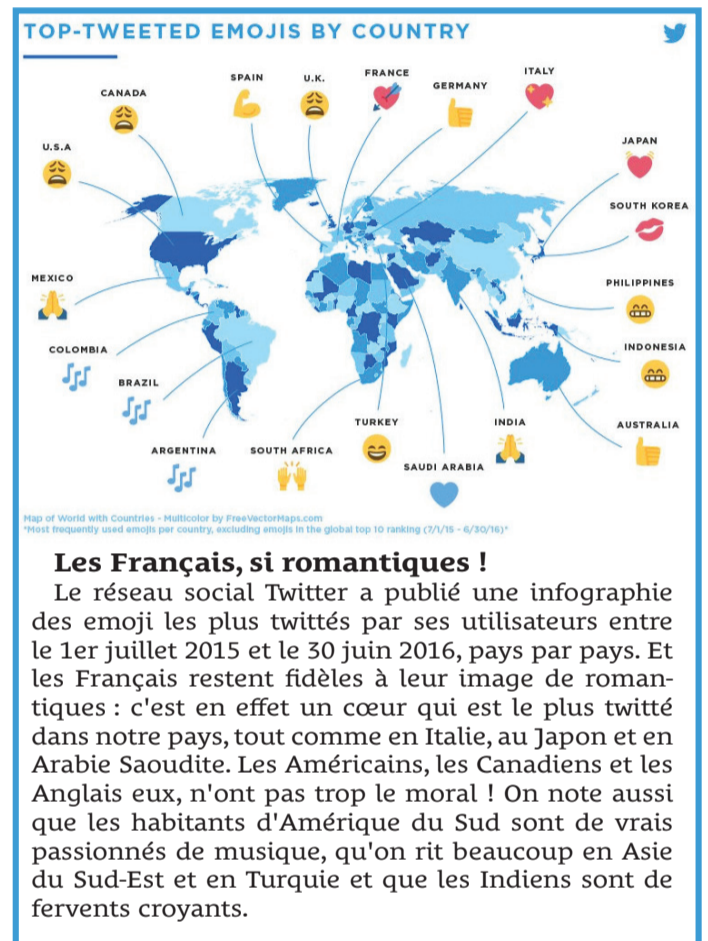 TOP-TWEETED EMOJIS BY COUNTRY
SPAIN
U.K.
FRANCE
GERMANY
ITALY
CANADA
U.S.A
JAPAN
SOUTH KOREA
MEXICO
PHILIPPINES
COLOMBIA
INDONESIA
BRAZIL
ARGENTINA
SOUTH AFRICA
TURKEY
SAUDI ARABIA
INDIA
AUSTRALIA
Map of World with Countries - Multicolor by FreeVectorMaps.com
*Most frequently used emojis per country, excluding emojis in the global top 10 ranking (7/1/15 - 6/30/16)*
Les Français, si romantiques !
Le réseau social Twitter a publié une infographie
des emoji les plus twittés par ses utilisateurs entre
le 1er juillet 2015 et le 30 juin 2016, pays par pays. Et
les Français restent fidèles à leur image de roman-
tiques : c'est en effet un cœur qui est le plus twitté
dans notre pays, tout comme en Italie, au Japon et en
Arabie Saoudite. Les Américains, les Canadiens et les
Anglais eux, n'ont pas trop le moral ! On note aussi
que les habitants d'Amérique du Sud sont de vrais
passionnés de musique, qu'on rit beaucoup en Asie
du Sud-Est et en Turquie et que les Indiens sont de
fervents croyants.